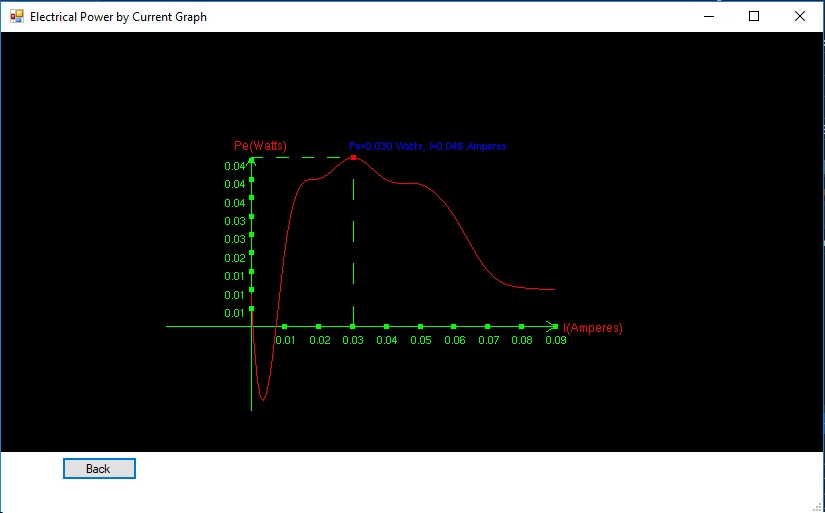 Electrical Power by Current Graph
Pe(Watts)
Pe=0.030 Watts, I=0.046 Amperes
0.04
0.04
0.04
0.03
0.03
0.02
0.01
0.01
0.01
I(Amperes)
0.01 0.02 0.03 0.04 0.05 0.06 0.07 0.08 0.09
Back